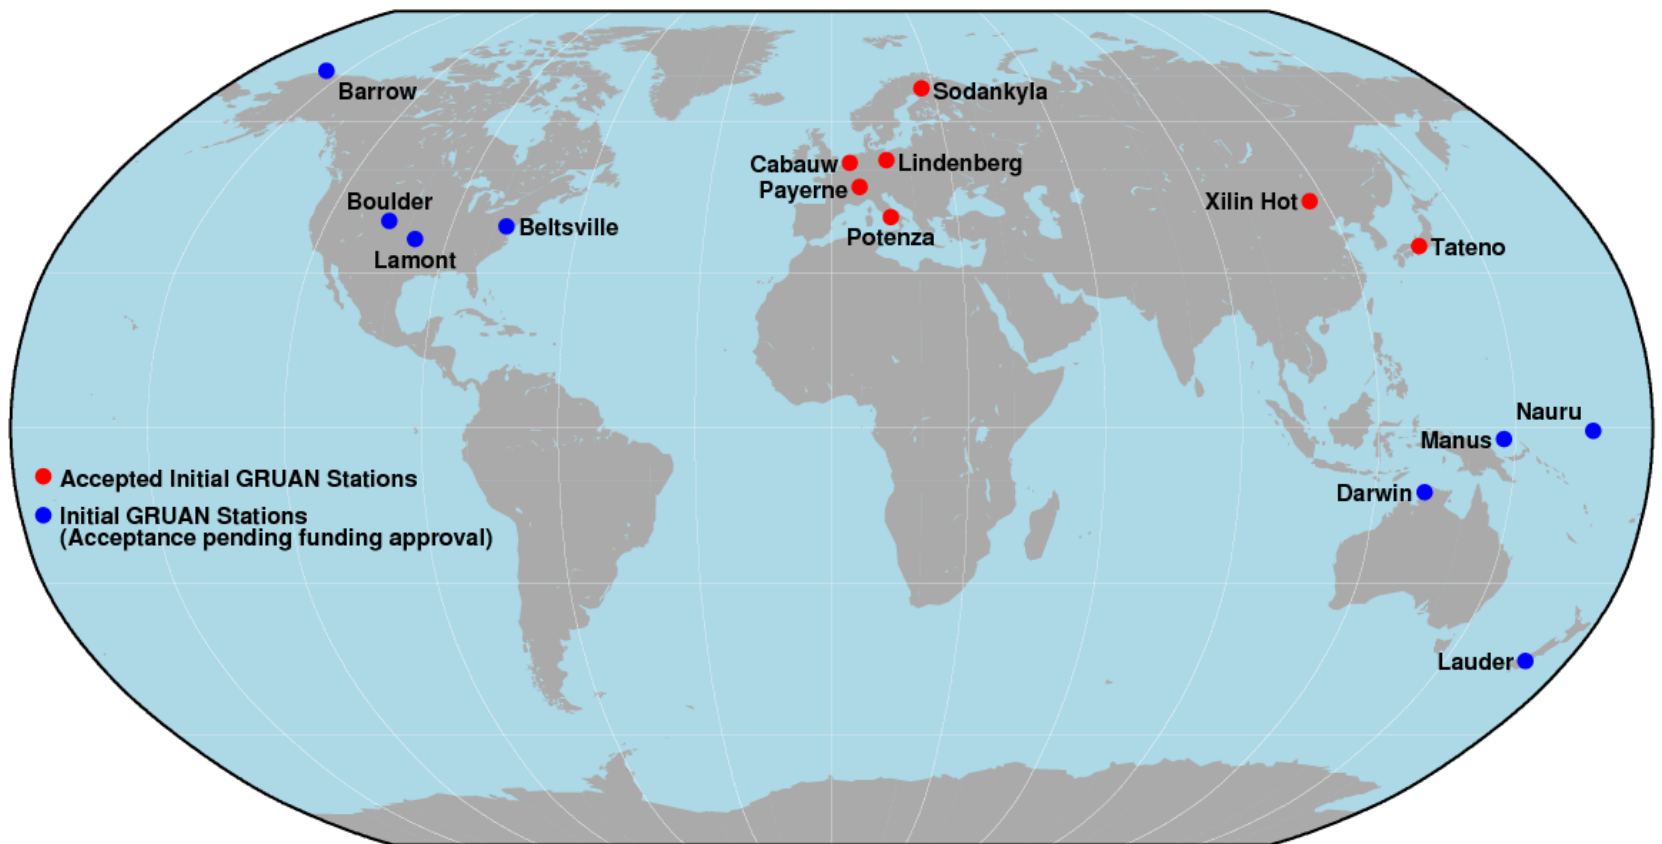 Barrow
Sodankyla
Cabauw
Lindenberg
Payerne
Boulder
Xilin Hot
Beltsville
Potenza
Tateno
Lamont
Nauru
Manus
Accepted Initial GRUAN Stations
Darwin
Initial GRUAN Stations
(Acceptance pending funding approval)
Lauder